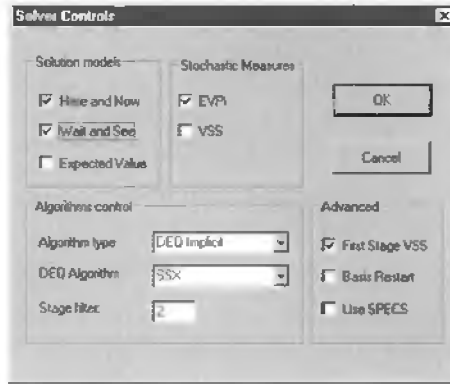 Solver Controls
Solution models
Here and Now
Wait and See
Expected Value
Stochastic Measures
EVPI
VSS
OK
Cancel
Algorithms control
Algorithm type
DEQ Implicit
DEQ Algorithm
SSX
Stage filter:
2
Advanced
First Stage VSS
Basis Restart
Use SPECS